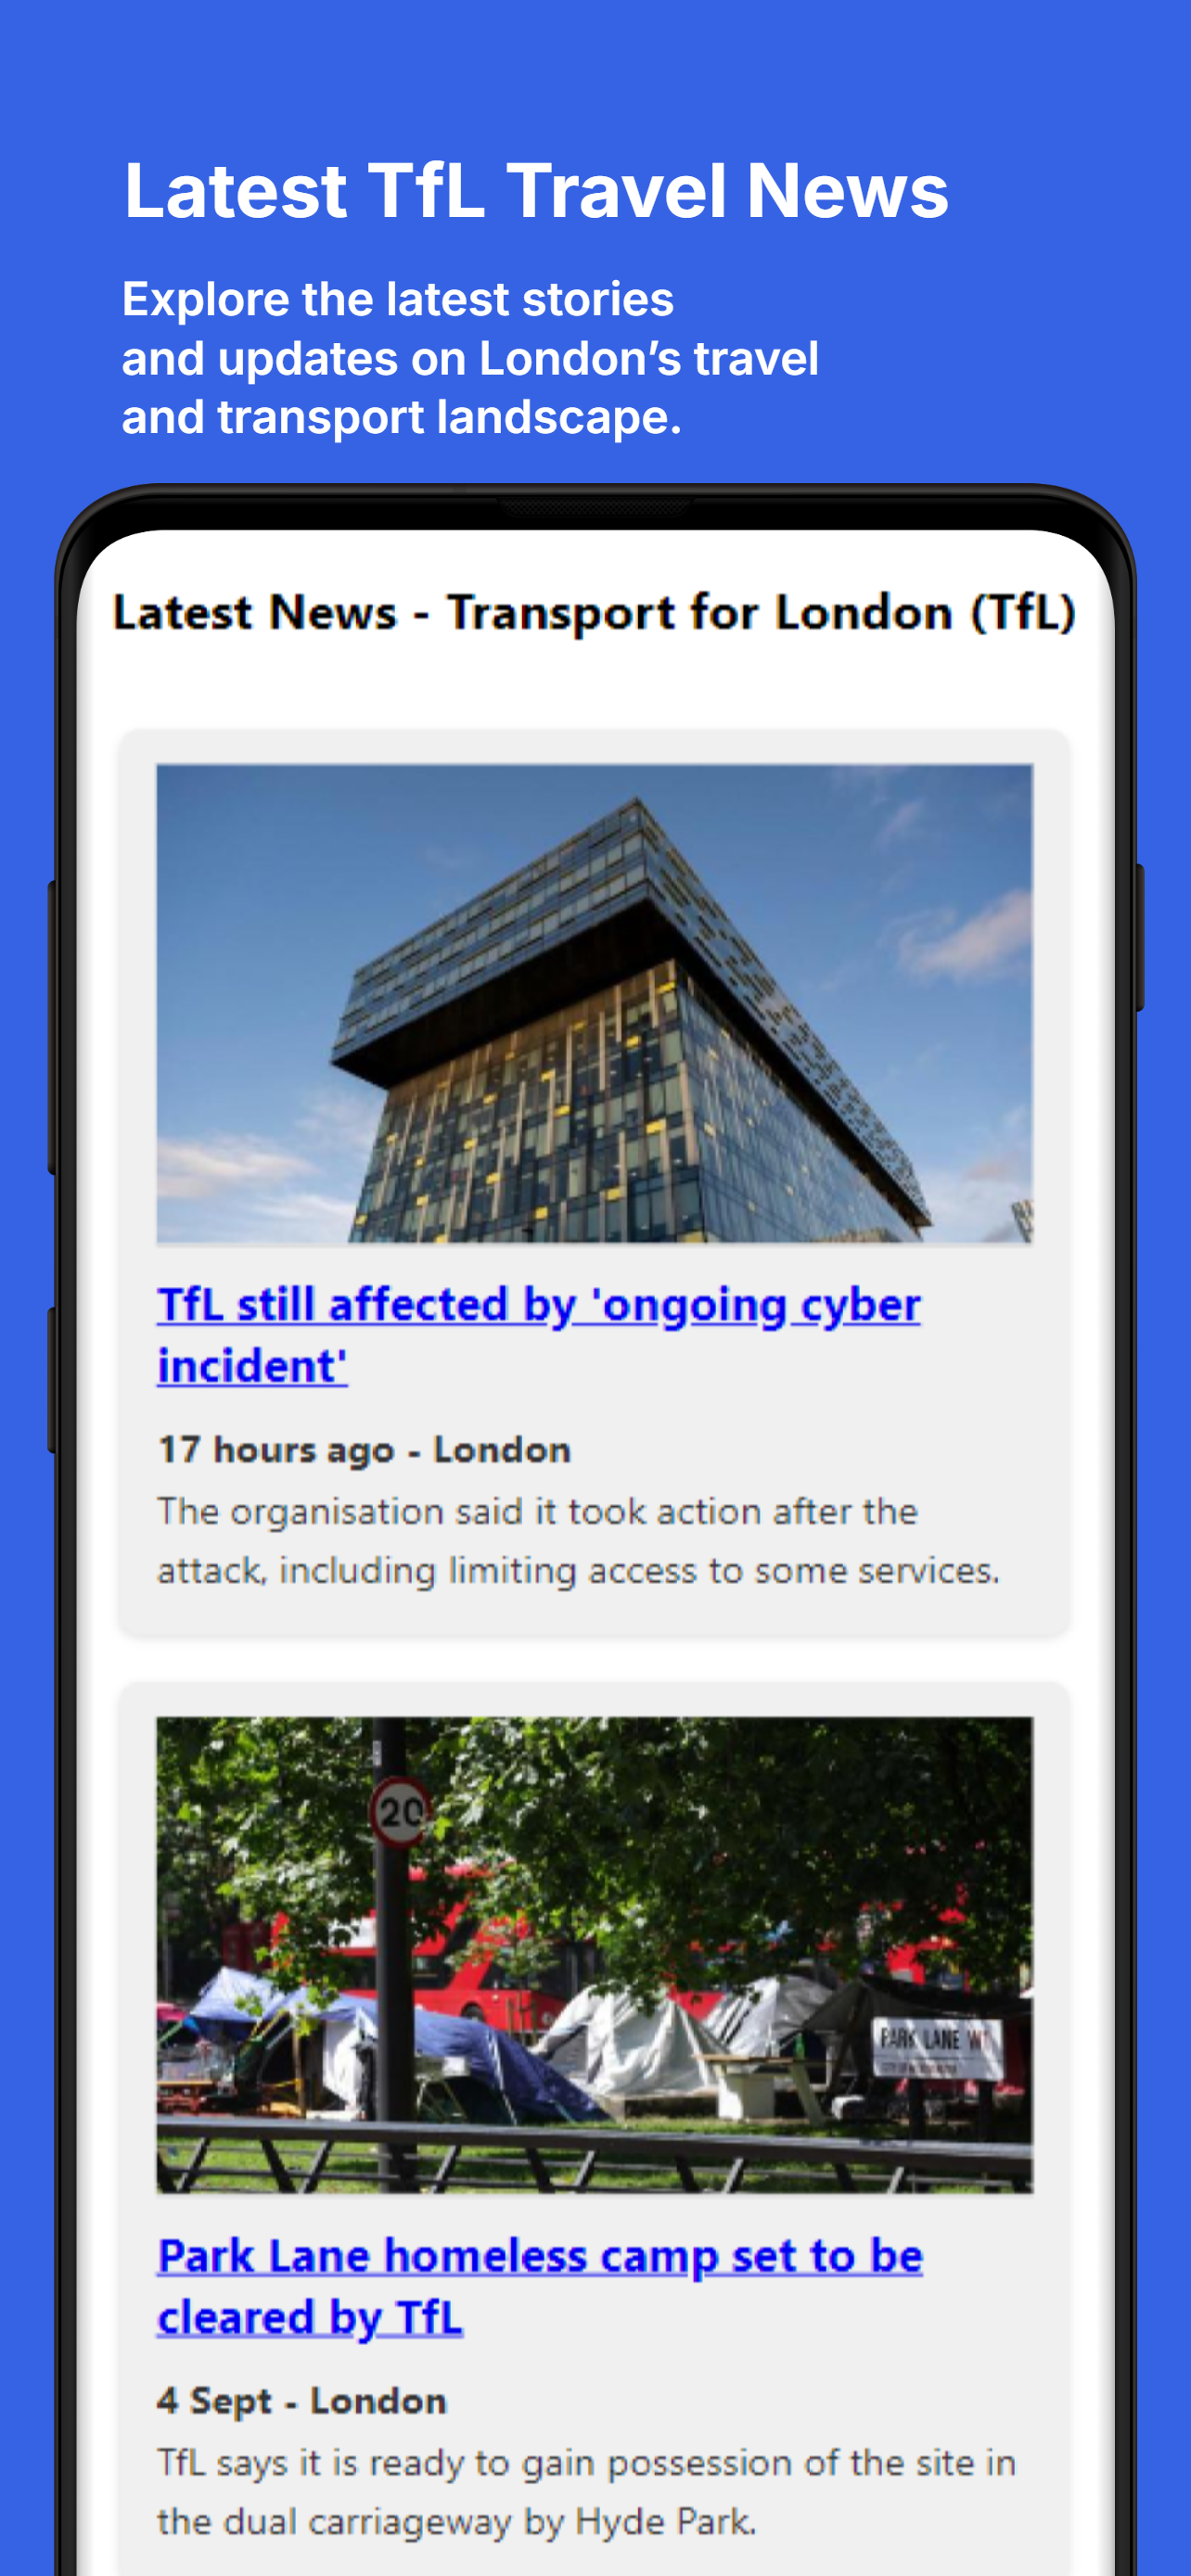 Latest TfL Travel News
Explore the latest stories
and updates on London’s travel
and transport landscape.
Latest News - Transport for London (TfL)
TfL still affected by 'ongoing cyber
incident'
17 hours ago - London
The organisation said it took action after the
attack, including limiting access to some services.
20
PARK LANE W1
Park Lane homeless camp set to be
cleared by TfL
4 Sept - London
TfL says it is ready to gain possession of the site in
the dual carriageway by Hyde Park.